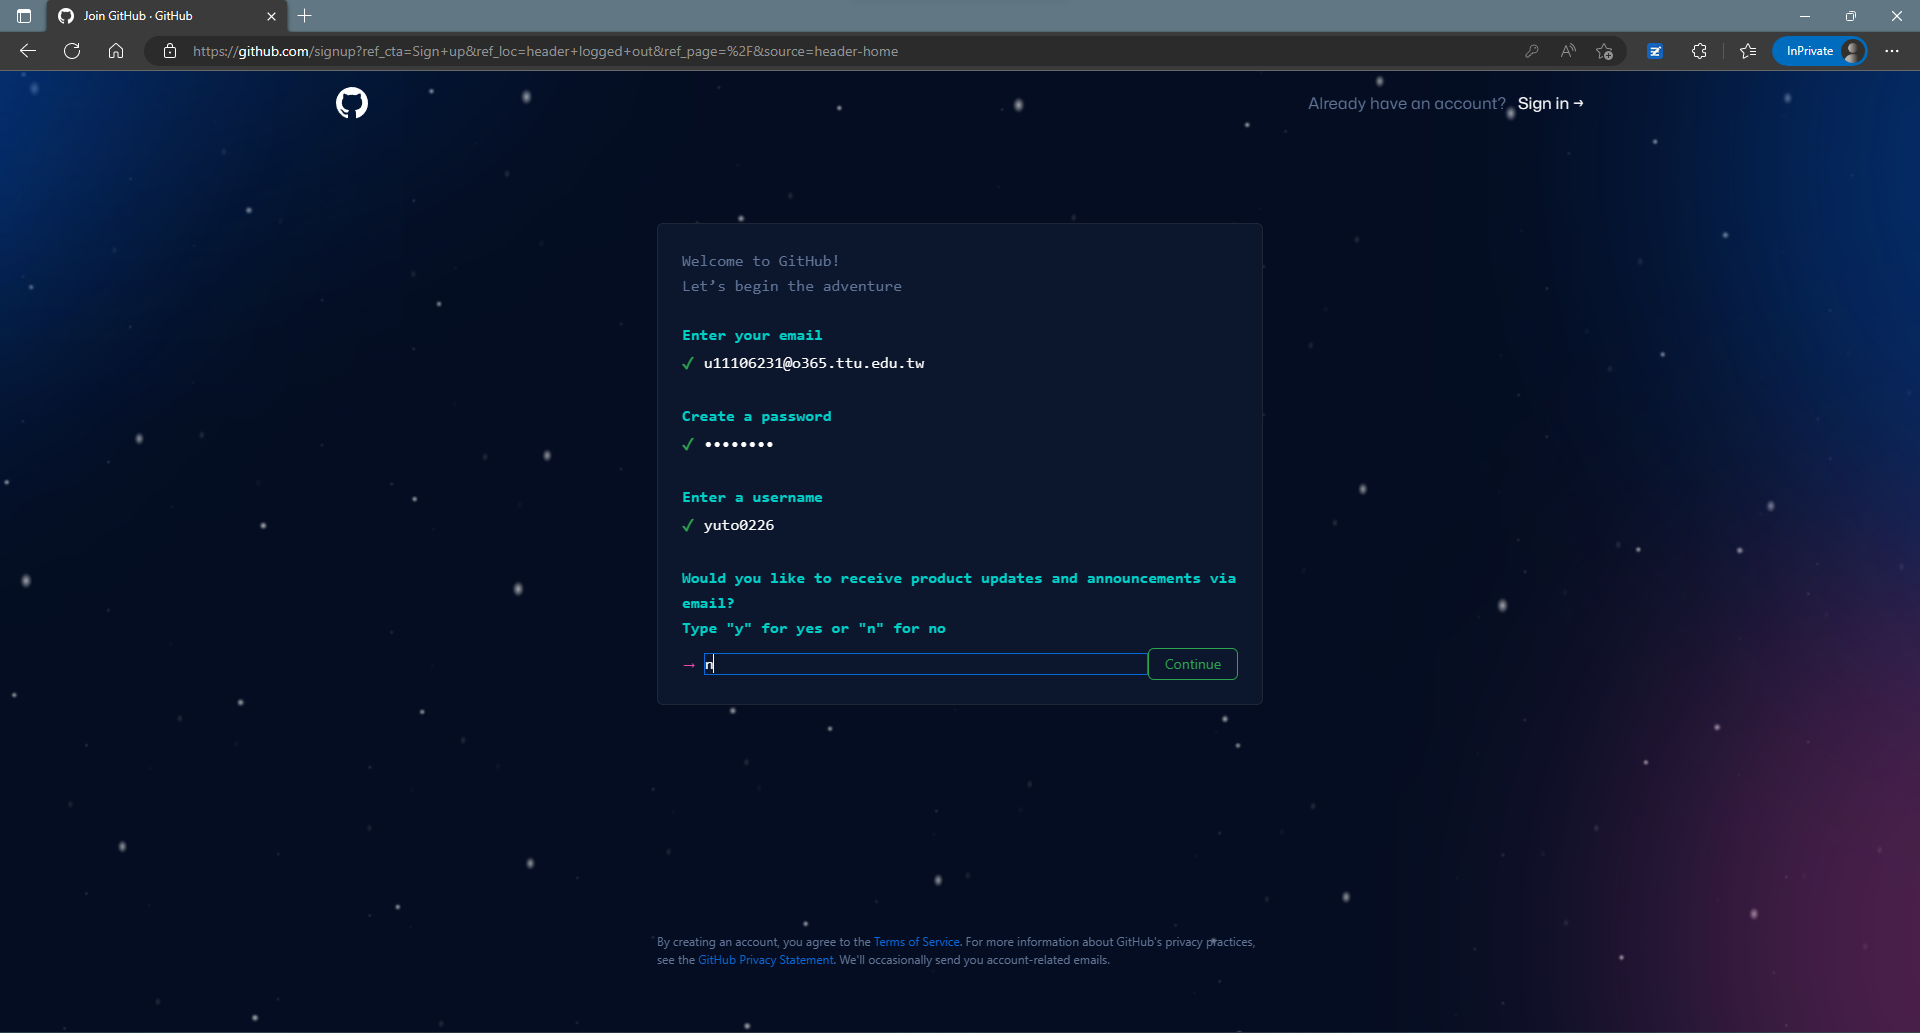 Join GitHub · GitHub
https://github.com/signup?ref_cta=Sign+up&ref_loc=header+logged+out&ref_page=%2F&source=header-home
InPrivate
Already have an account? Sign in →
Welcome to GitHub!
Let’s begin the adventure
Enter your email
✓ u11106231@o365.ttu.edu.tw
Create a password
✓ ••••••••
Enter a username
✓ yuto0226
Would you like to receive product updates and announcements via
email?
Type "y" for yes or "n" for no
→ n
Continue
By creating an account, you agree to the Terms of Service. For more information about GitHub's privacy practices,
see the GitHub Privacy Statement. We'll occasionally send you account-related emails.